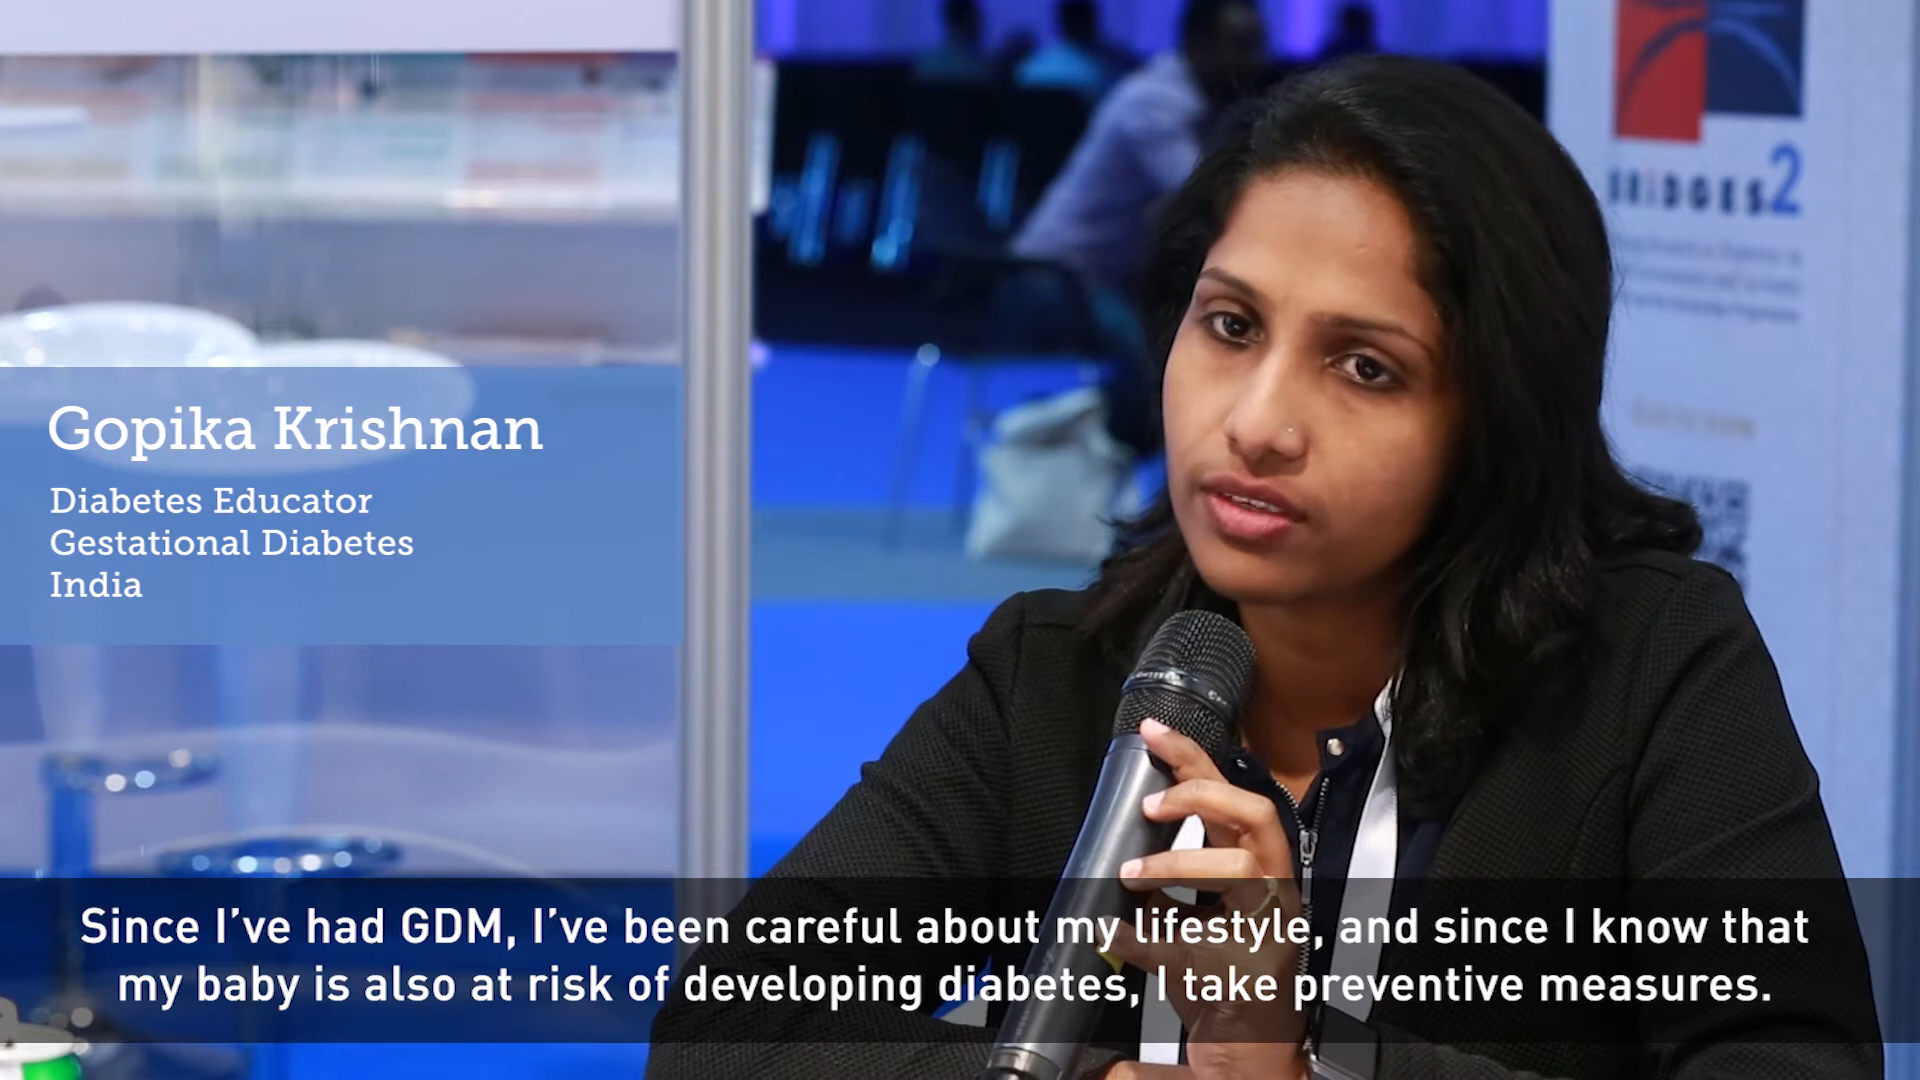 BRIDGES2
Gopika Krishnan
Diabetes Educator
Gestational Diabetes
India
Since I’ve had GDM, I’ve been careful about my lifestyle, and since I know that
my baby is also at risk of developing diabetes, I take preventive measures.